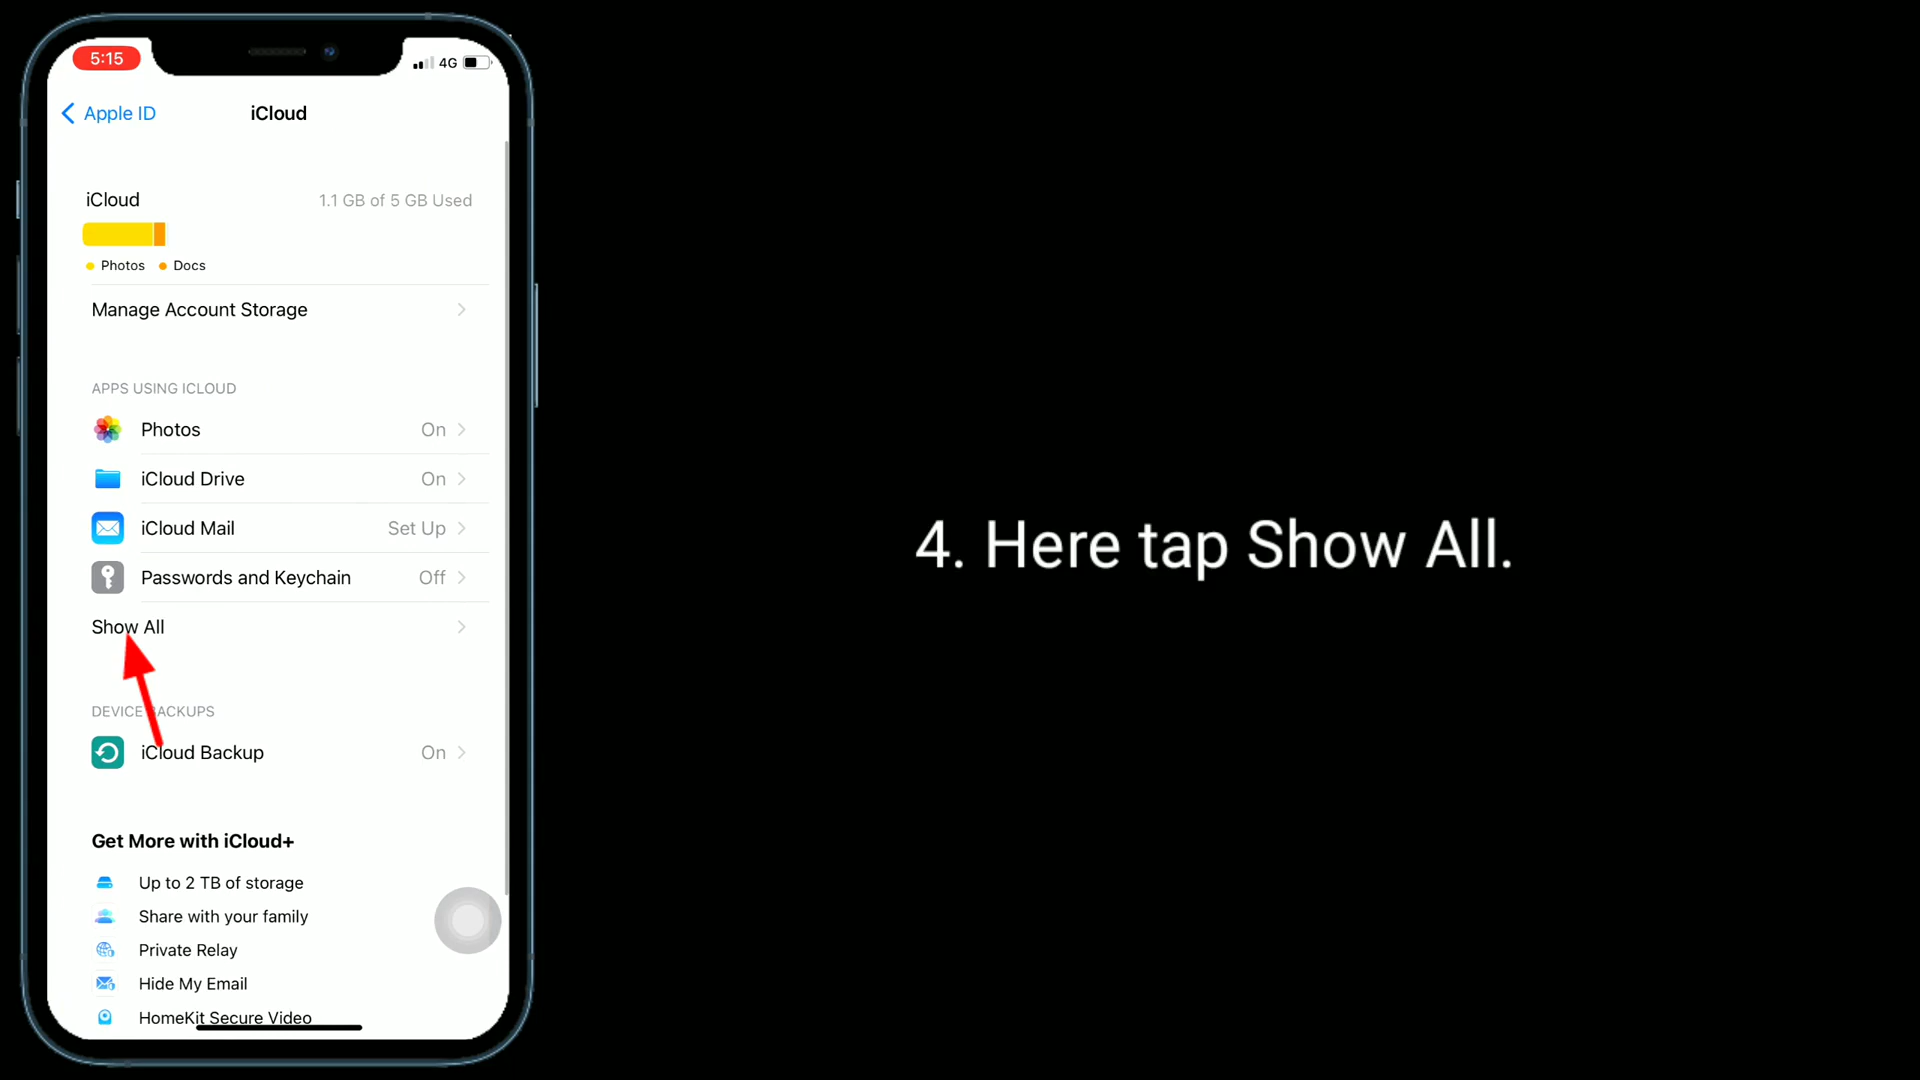 5:15
4G
Apple ID
iCloud
iCloud
1.1 GB of 5 GB Used
Photos
Docs
Manage Account Storage
APPS USING ICLOUD
Photos
On
iCloud Drive
On
iCloud Mail
Set Up
Passwords and Keychain
Off
Show All
DEVICE BACKUPS
iCloud Backup
On
Get More with iCloud+
Up to 2 TB of storage
Share with your family
Private Relay
Hide My Email
HomeKit Secure Video
4. Here tap Show All.